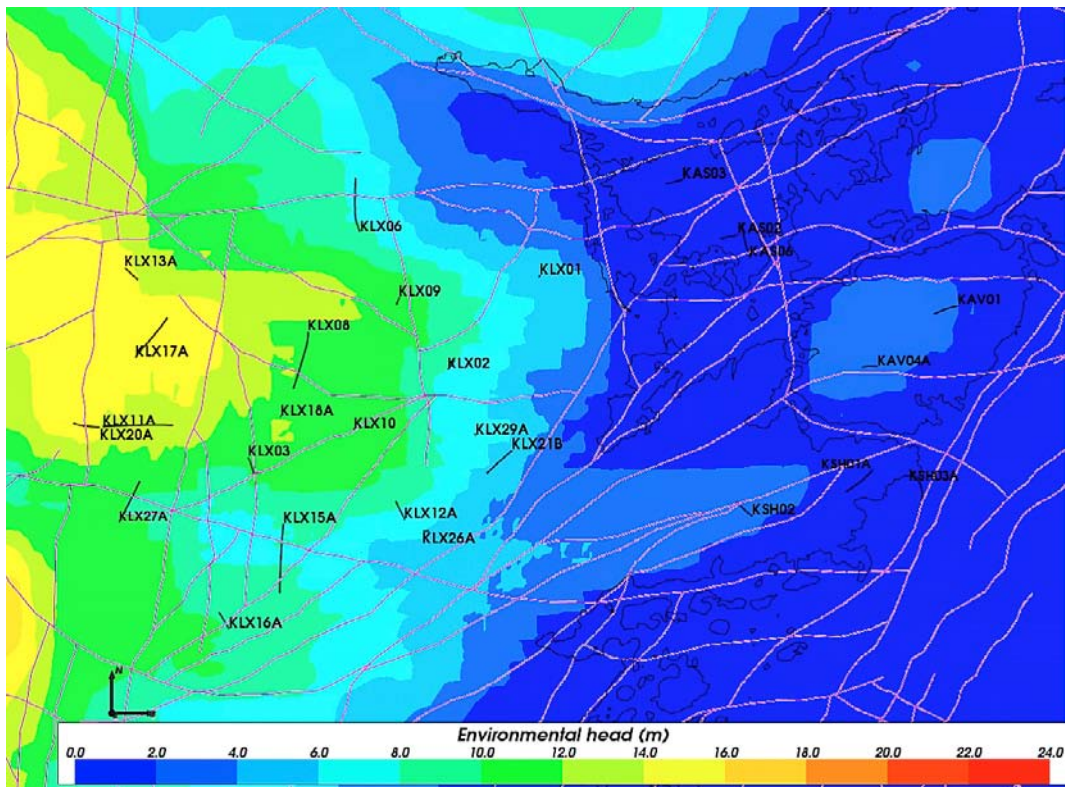 KAS03
KAS02
KLX06
KAS06
KLX13A
KLX01
KLX09
KAV01
KLX08
KLX17A
KLX02
KAV04A
KLX18A
KLX11A
KLX10
KLX20A
KLX29A
KLX21B
KLX03
KSH01A
KSH03A
KLX27A
KLX15A
KLX12A
KSH02
KLX26A
KLX16A
N
Environmental head (m)
0.0 2.0 4.0 6.0 8.0 10.0 12.0 14.0 16.0 18.0 20.0 22.0 24.0